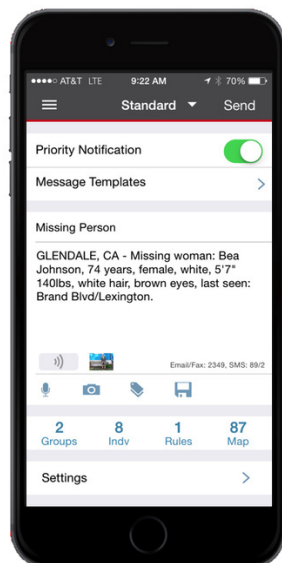 AT&T LTE 9:22 AM 70%
Standard Send
Priority Notification
Message Templates
Missing Person
GLENDALE, CA - Missing woman: Bea
Johnson, 74 years, female, white, 5'7"
140lbs, white hair, brown eyes, last seen:
Brand Blvd/Lexington.
Email/Fax: 2349, SMS: 89/2
2 8 1 87
Groups Indv Rules Map
Settings